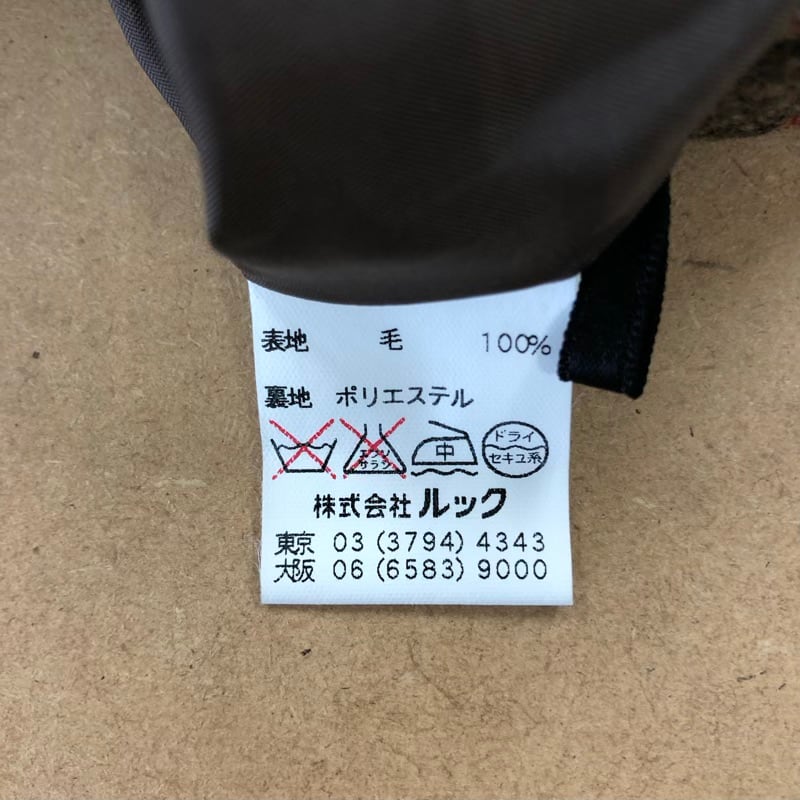 表地 毛 100%
裏地 ポリエステル
エンソ サラシ 中 ドライ セキユ系
株式会社 ルック
東京 03 (3794) 4343
大阪 06 (6583) 9000